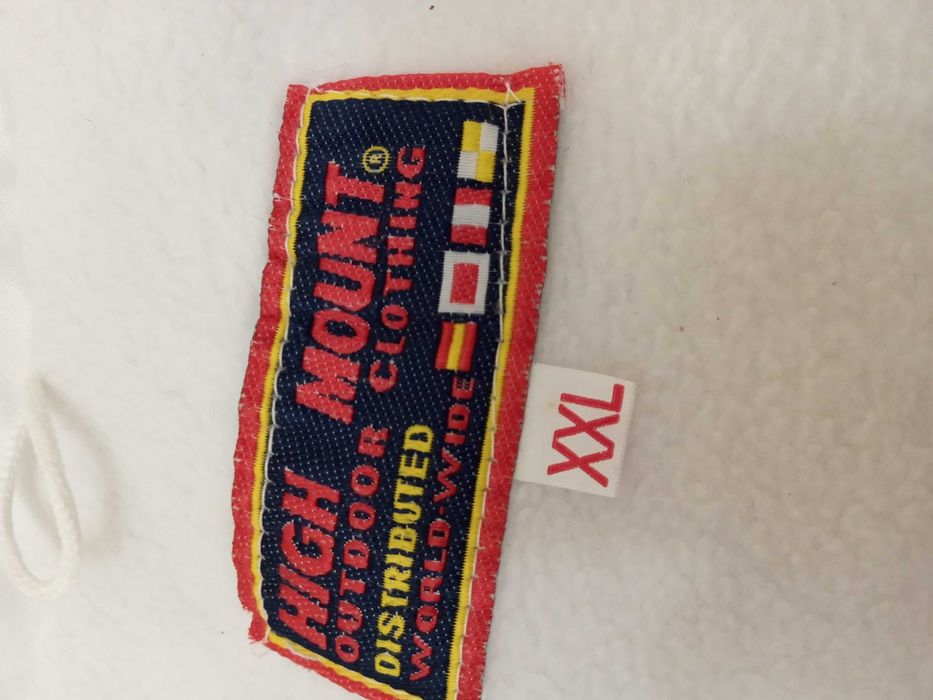 HIGH MOUNT ®
OUTDOOR CLOTHING
DISTRIBUTED
WORLD-WIDE
XXL